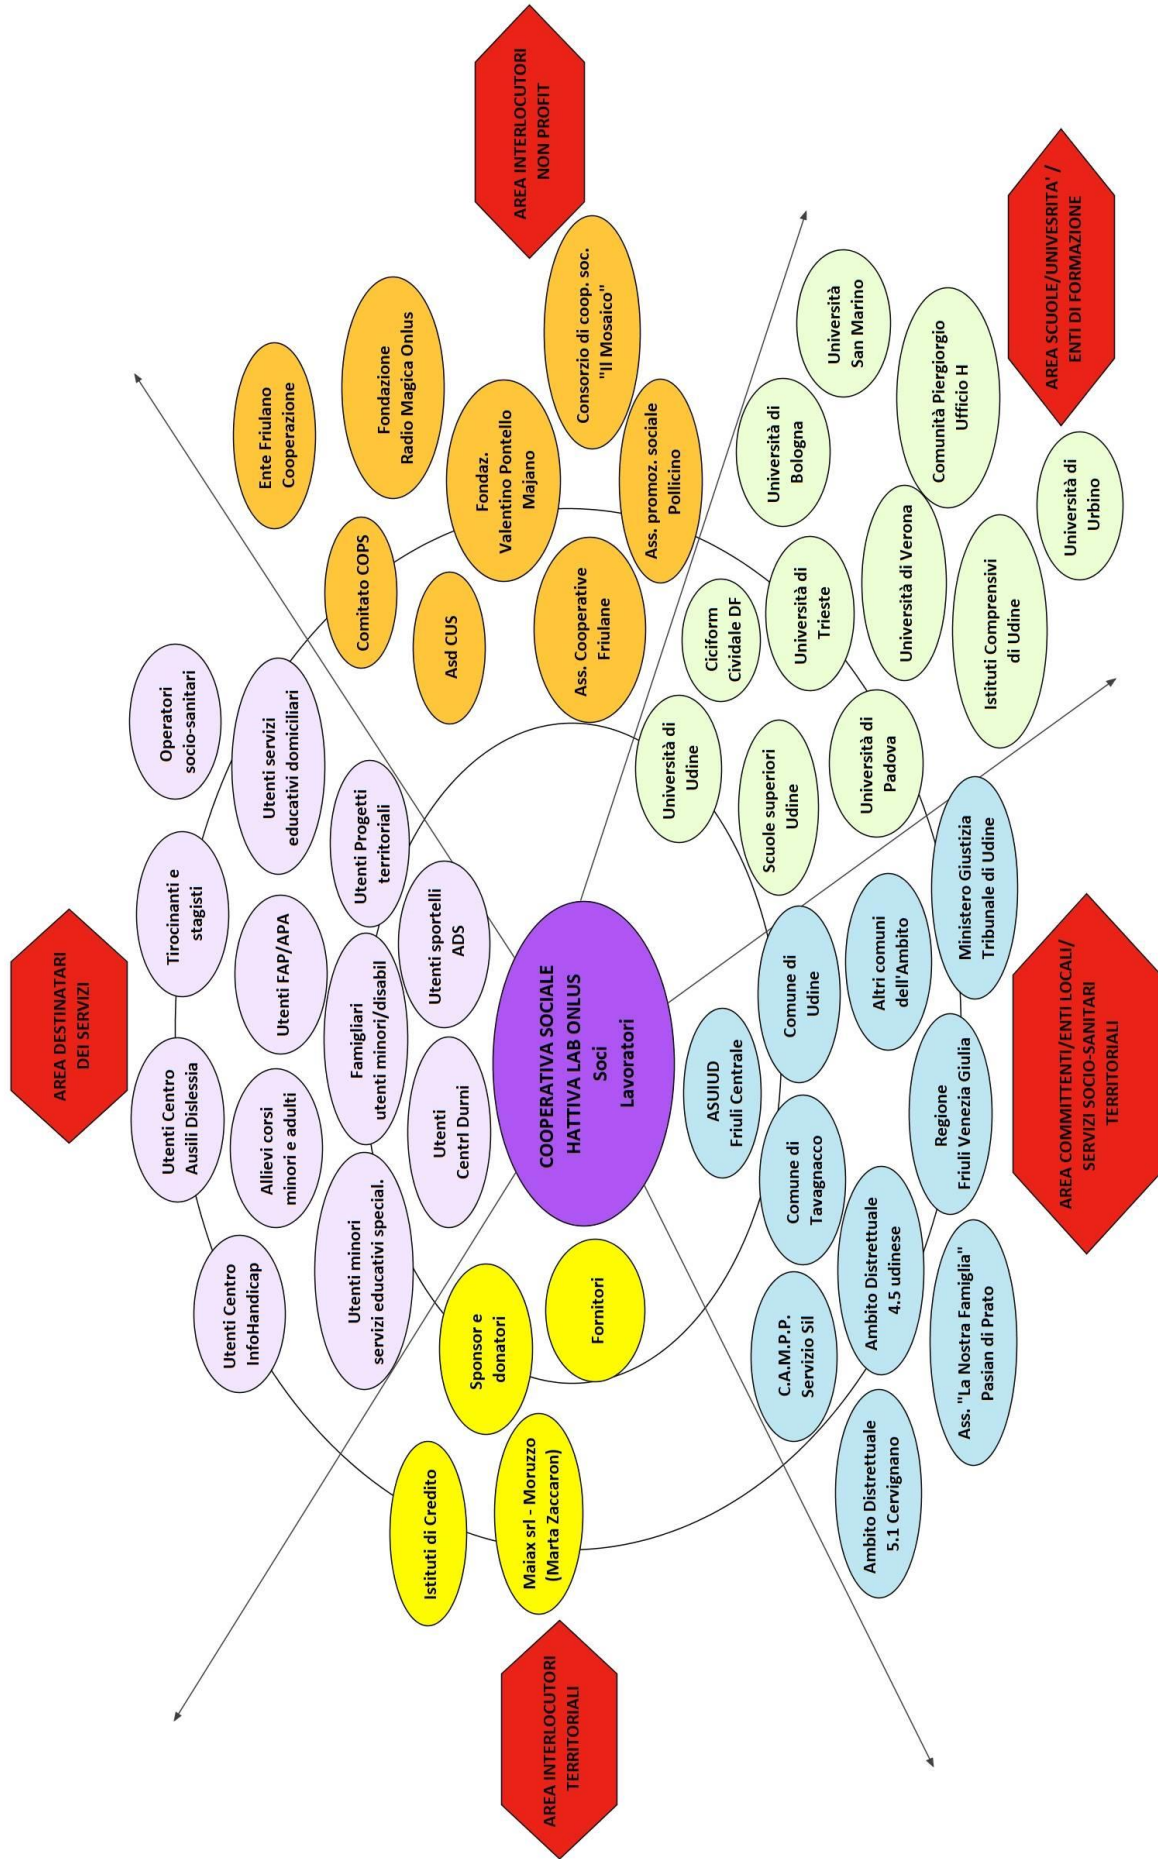 AREA DESTINATARI
DEI SERVIZI
Utenti Centro
InfoHandicap
Utenti Centro
Ausili Dislessia
Tirocinanti e
stagisti
Operatori
socio-sanitari
Utenti minori
servizi educativi special.
Allievi corsi
minori e adulti
Utenti FAP/APA
Utenti servizi
educativi domiciliari
Famigliari
utenti minori/disabil
Utenti Progetti
territoriali
Utenti
Centrl Durni
Utenti sportelli
ADS
AREA INTERLOCUTORI
NON PROFIT
Ente Friulano
Cooperazione
Comitato COPS
Fondazione
Radio Magica Onlus
Asd CUS
Fondaz.
Valentino Pontello
Majano
Ass. Cooperative
Friulane
Consorzio di coop. soc.
"Il Mosaico"
Ass. promoz. sociale
Pollicino
AREA INTERLOCUTORI
TERRITORIALI
Istituti di Credito
Sponsor e
donatori
Maiax srl - Moruzzo
(Marta Zaccaron)
Fornitori
COOPERATIVA SOCIALE
HATTIVA LAB ONLUS
Soci
Lavoratori
AREA SCUOLE/UNIVESRITA' /
ENTI DI FORMAZIONE
Università di
Udine
Ciciform
Cividale DF
Università di
Bologna
Università
San Marino
Scuole superiori
Udine
Università di
Trieste
Università di
Padova
Università di Verona
Comunità Piergiorgio
Ufficio H
Istituti Comprensivi
di Udine
Università di
Urbino
ASUIUD
Friuli Centrale
C.A.M.P.P.
Servizio Sil
Comune di
Tavagnacco
Comune di
Udine
Ambito Distrettuale
5.1 Cervignano
Ambito Distrettuale
4.5 udinese
Altri comuni
dell'Ambito
Ass. "La Nostra Famiglia"
Pasian di Prato
Regione
Friuli Venezia Giulia
Ministero Giustizia
Tribunale di Udine
AREA COMMITTENTI/ENTI LOCALI/
SERVIZI SOCIO-SANITARI
TERRITORIALI